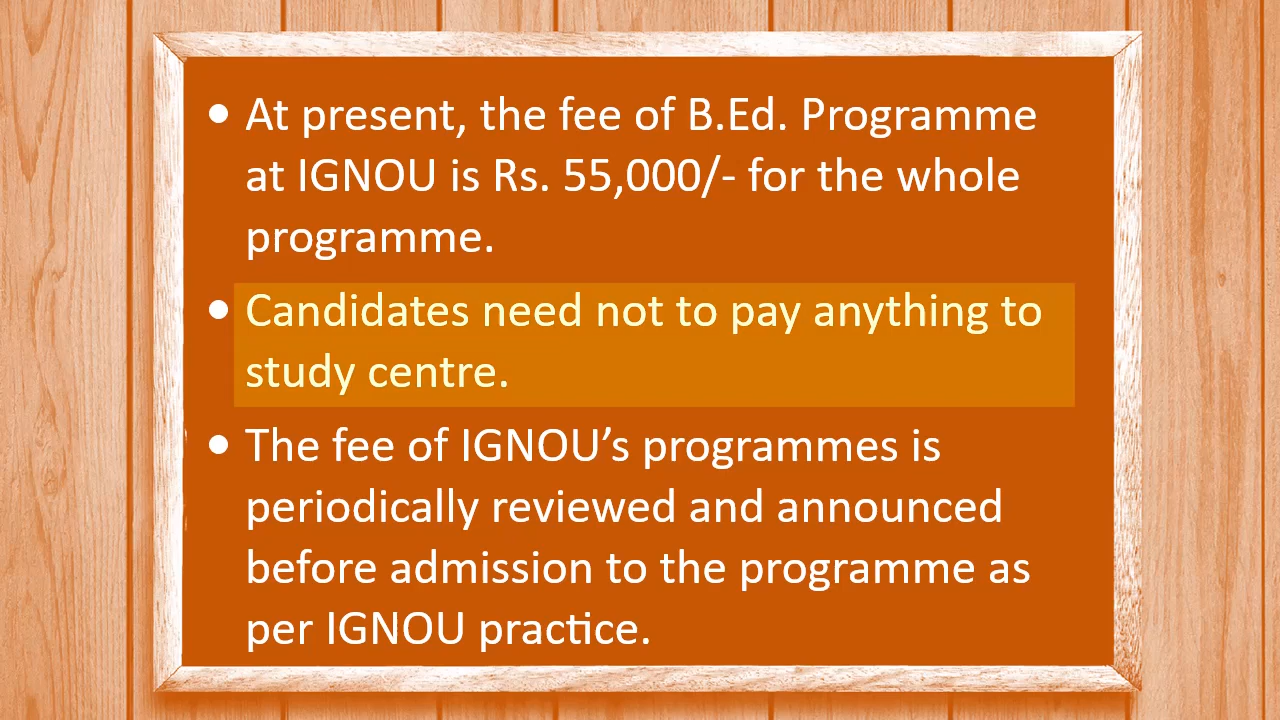 • At present, the fee of B.Ed. Programme
at IGNOU is Rs. 55,000/- for the whole
programme.
• Candidates need not to pay anything to
study centre.
• The fee of IGNOU’s programmes is
periodically reviewed and announced
before admission to the programme as
per IGNOU practice.